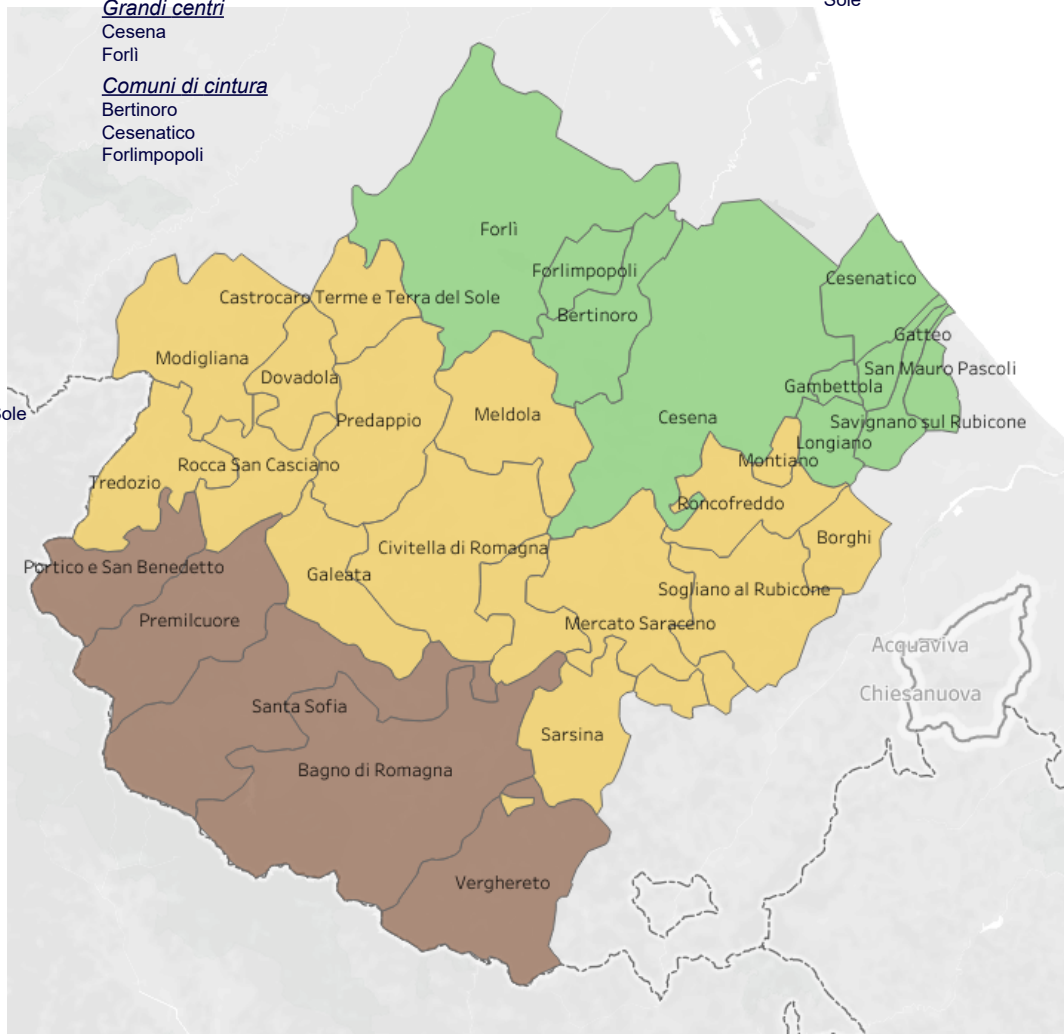 Grandi centri
Sole
Cesena
Forlì
Comuni di cintura
Bertinoro
Cesenatico
Forlimpopoli
Forlì
Forlimpopoli
Cesenatico
Castrocaro Terme e Terra del Sole
Bertinoro
Gatteo
Modigliana
San Mauro Pascoli
Dovadola
Gambettola
Sole
Meldola
Cesena
Predappio
Savignano sul Rubicone
Longiano
Montiano
Rocca San Casciano
Tredozio
Roncofreddo
Borghi
Civitella di Romagna
Portico e San Benedetto
Galeata
Sogliano al Rubicone
Premilcuore
Mercato Saraceno
Acquaviva
Chiesanuova
Santa Sofia
Sarsina
Bagno di Romagna
Verghereto